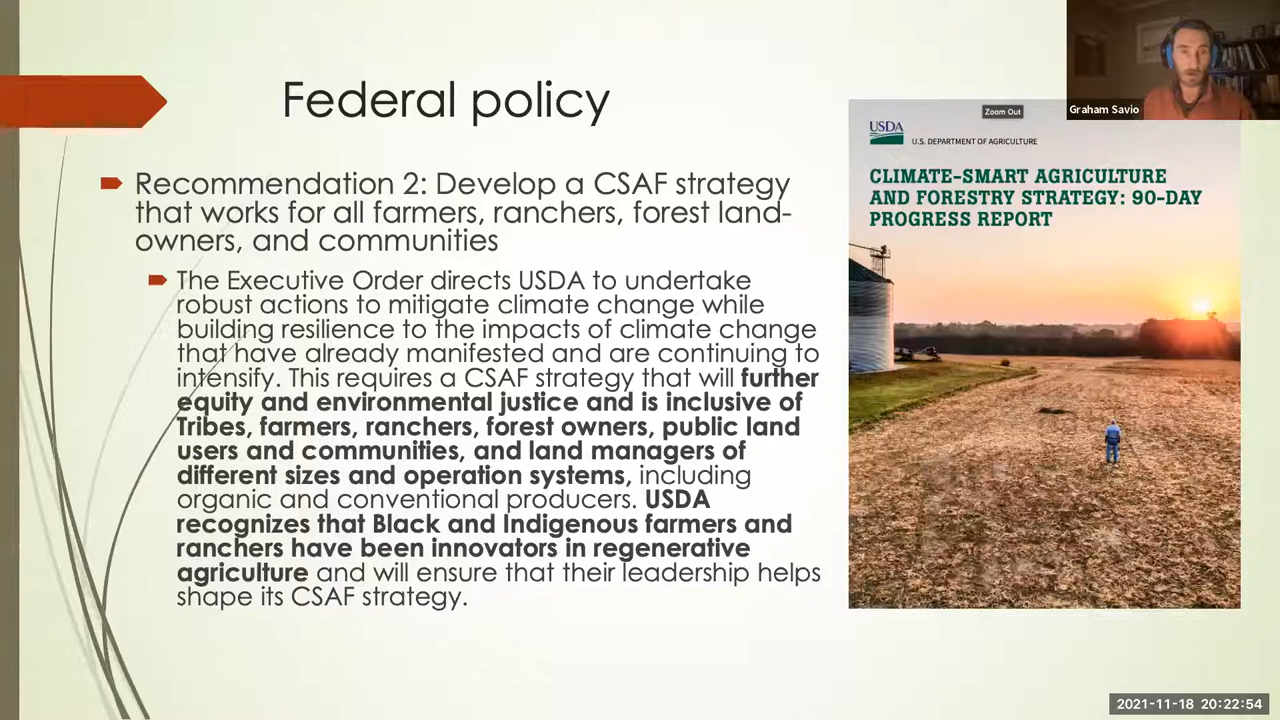 Federal policy
Recommendation 2: Develop a CSAF strategy
that works for all farmers, ranchers, forest land-
owners, and communities
The Executive Order directs USDA to undertake
robust actions to mitigate climate change while
building resilience to the impacts of climate change
that have already manifested and are continuing to
intensify. This requires a CSAF strategy that will further
equity and environmental justice and is inclusive of
Tribes, farmers, ranchers, forest owners, public land
users and communities, and land managers of
different sizes and operation systems, including
organic and conventional producers. USDA
recognizes that Black and Indigenous farmers and
ranchers have been innovators in regenerative
agriculture and will ensure that their leadership helps
shape its CSAF strategy.
Graham Savio
Zoom Out
USDA
U.S. DEPARTMENT OF AGRICULTURE
CLIMATE-SMART AGRICULTURE
AND FORESTRY STRATEGY: 90-DAY
PROGRESS REPORT
2021-11-18 20:22:54